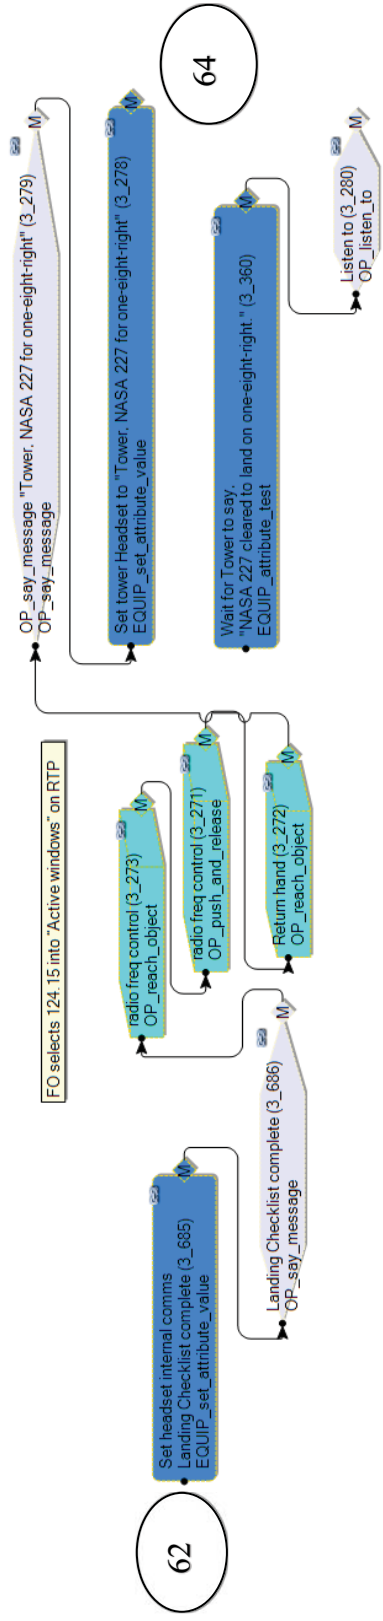 62
Set headset internal comms
Landing Checklist complete (3_685)
EQUIP_set_attribute_value
M
Landing Checklist complete (3_686)
OP_say_message
M
FO selects 124.15 into "Active windows" on RTP
radio freq control (3_273)
OP_reach_object
M
radio freq control (3_271)
OP_push_and_release
M
Return hand (3_272)
OP_reach_object
M
OP_say_message "Tower, NASA 227 for one-eight-right" (3_279)
OP_say_message
M
Set tower Headset to "Tower, NASA 227 for one-eight-right" (3_278)
EQUIP_set_attribute_value
M
Wait for Tower to say.
"NASA 227 cleared to land on one-eight-right." (3_360)
EQUIP_attribute_test
M
Listen to (3_280)
OP_listen_to
M
64